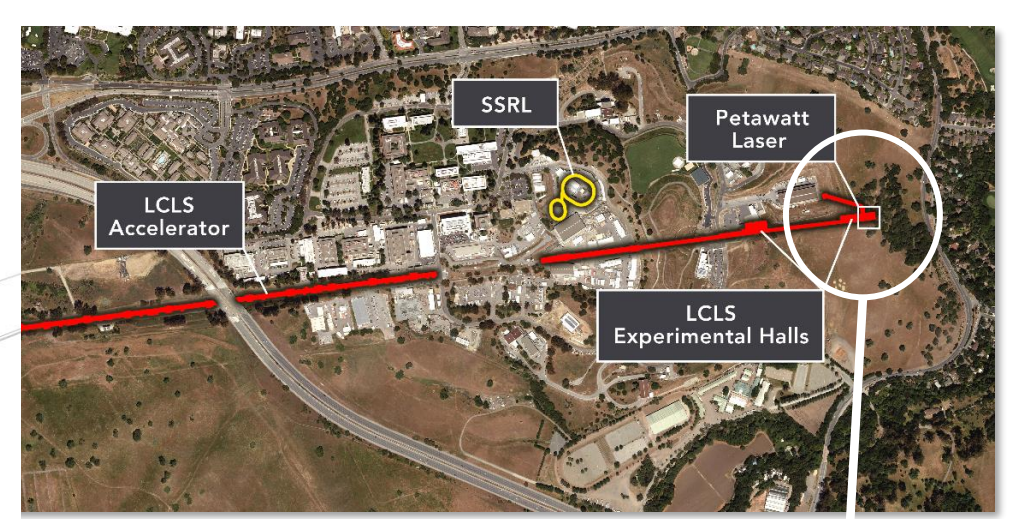 SSRL
Petawatt
Laser
LCLS
Accelerator
LCLS
Experimental Halls